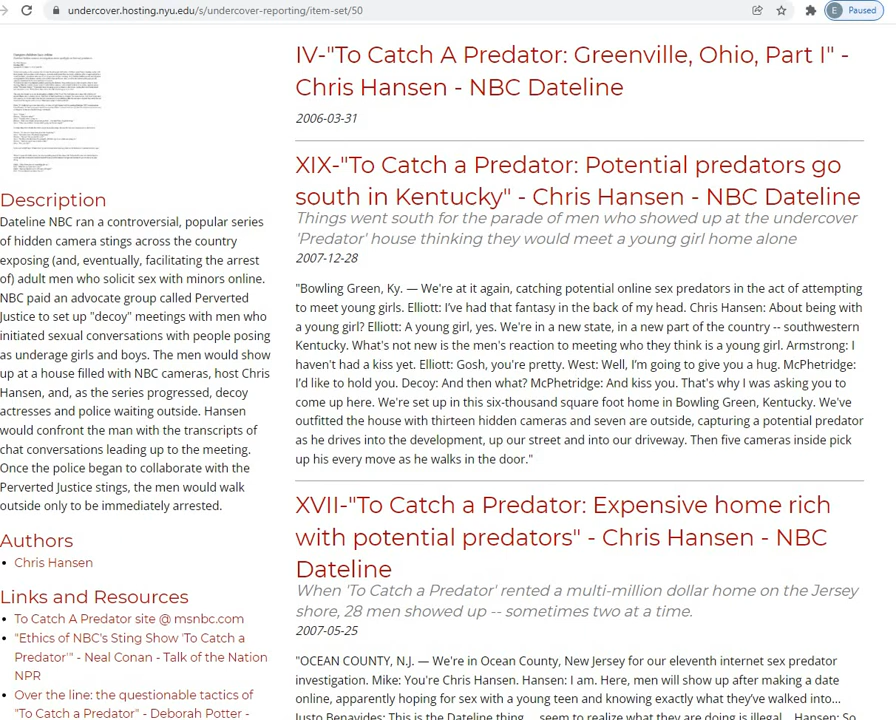 undercover.hosting.nyu.edu/s/undercover-reporting/item-set/50
E Paused
Description
Dateline NBC ran a controversial, popular series
of hidden camera stings across the country
exposing (and, eventually, facilitating the arrest
of) adult men who solicit sex with minors online.
NBC paid an advocate group called Perverted
Justice to set up "decoy" meetings with men who
initiated sexual conversations with people posing
as underage girls and boys. The men would show
up at a house filled with NBC cameras, host Chris
Hansen, and, as the series progressed, decoy
actresses and police waiting outside. Hansen
would confront the man with the transcripts of
chat conversations leading up to the meeting.
Once the police began to collaborate with the
Perverted Justice stings, the men would walk
outside only to be immediately arrested.
Authors
• Chris Hansen
Links and Resources
• To Catch A Predator site @ msnbc.com
• "Ethics of NBC's Sting Show 'To Catch a
Predator'" - Neal Conan - Talk of the Nation
NPR
• Over the line: the questionable tactics of
"To Catch a Predator" - Deborah Potter -
IV-"To Catch A Predator: Greenville, Ohio, Part I" -
Chris Hansen - NBC Dateline
2006-03-31
XIX-"To Catch a Predator: Potential predators go
south in Kentucky" - Chris Hansen - NBC Dateline
Things went south for the parade of men who showed up at the undercover
'Predator' house thinking they would meet a young girl home alone
2007-12-28
"Bowling Green, Ky. — We're at it again, catching potential online sex predators in the act of attempting
to meet young girls. Elliott: I've had that fantasy in the back of my head. Chris Hansen: About being with
a young girl? Elliott: A young girl, yes. We're in a new state, in a new part of the country -- southwestern
Kentucky. What's not new is the men's reaction to meeting who they think is a young girl. Armstrong: I
haven't had a kiss yet. Elliott: Gosh, you're pretty. West: Well, I'm going to give you a hug. McPhetridge:
I'd like to hold you. Decoy: And then what? McPhetridge: And kiss you. That's why I was asking you to
come up here. We're set up in this six-thousand square foot home in Bowling Green, Kentucky. We've
outfitted the house with thirteen hidden cameras and seven are outside, capturing a potential predator
as he drives into the development, up our street and into our driveway. Then five cameras inside pick
up his every move as he walks in the door."
XVII-"To Catch a Predator: Expensive home rich
with potential predators" - Chris Hansen - NBC
Dateline
When 'To Catch a Predator' rented a multi-million dollar home on the Jersey
shore, 28 men showed up -- sometimes two at a time.
2007-05-25
"OCEAN COUNTY, N.J. — We're in Ocean County, New Jersey for our eleventh internet sex predator
investigation. Mike: You're Chris Hansen. Hansen: I am. Here, men will show up after making a date
online, apparently hoping for sex with a young teen and knowing exactly what they've walked into...
Justo Benavides: This is the Dateline thing... seem to realize what they are doing is illegal... Hansen: So